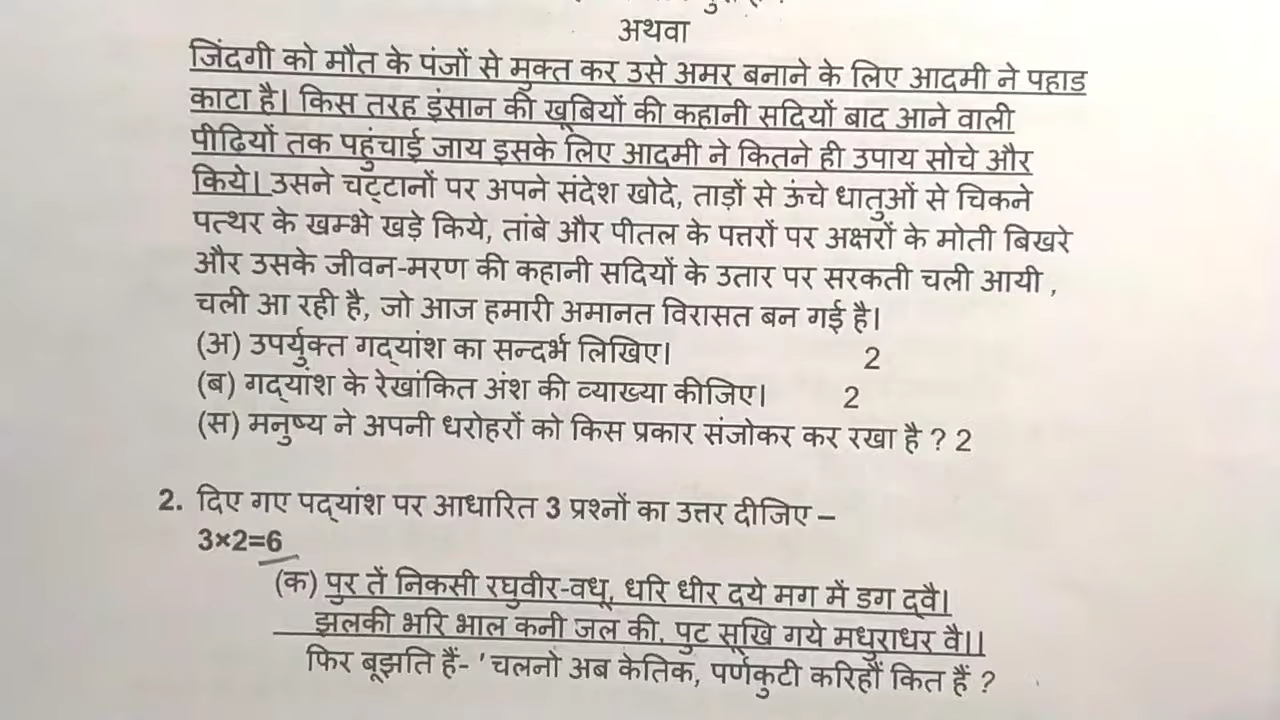 अथवा
जिंदगी को मौत के पंजों से मुक्त कर उसे अमर बनाने के लिए आदमी ने पहाड
काटा है। किस तरह इंसान की खूबियों की कहानी सदियों बाद आने वाली
पीढ़ियों तक पहुंचाई जाय इसके लिए आदमी ने कितने ही उपाय सोचे और
किये। उसने चट्टानों पर अपने संदेश खोदे, ताड़ों से ऊंचे धातुओं से चिकने
पत्थर के खम्भे खड़े किये, तांबे और पीतल के पत्तरों पर अक्षरों के मोती बिखरे
और उसके जीवन-मरण की कहानी सदियों के उतार पर सरकती चली आयी ,
चली आ रही है, जो आज हमारी अमानत विरासत बन गई है।
(अ) उपर्युक्त गद्यांश का सन्दर्भ लिखिए। 2
(ब) गद्यांश के रेखांकित अंश की व्याख्या कीजिए। 2
(स) मनुष्य ने अपनी धरोहरों को किस प्रकार संजोकर कर रखा है ? 2
2. दिए गए पद्यांश पर आधारित 3 प्रश्नों का उत्तर दीजिए –
3×2=6
(क) पुर तें निकसी रघुवीर-वधू, धरि धीर दये मग में डग द्वै।
झलकी भरि भाल कनी जल की, पुट सूखि गये मधुराधर वै।।
फिर बूझति हैं- 'चलनो अब केतिक, पर्णकुटी करिहौं कित हैं ?